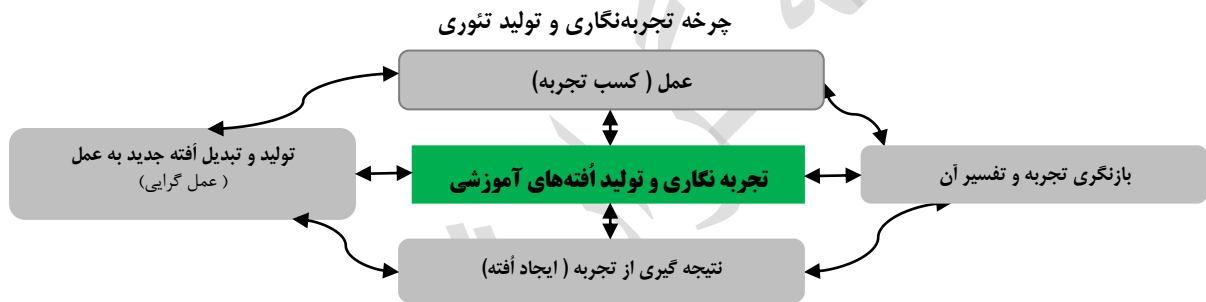 چرخه تجربه‌نگاری و تولید تئوری
عمل ( کسب تجربه)
بازنگری تجربه و تفسیر آن
تجربه نگاری و تولید اُفته‌های آموزشی
تولید و تبدیل اُفته جدید به عمل
( عمل گرایی)
نتیجه گیری از تجربه ( ایجاد اُفته)